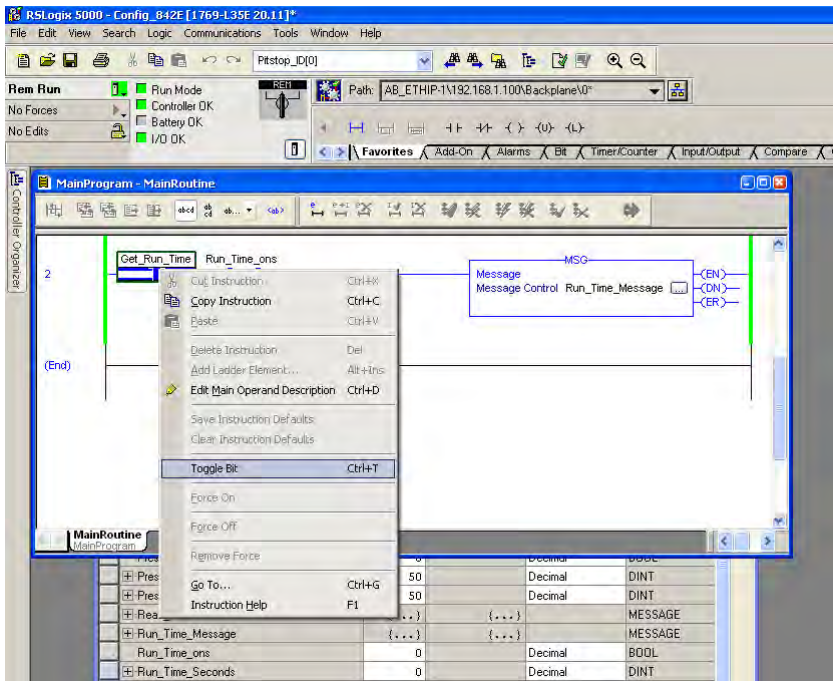 RSLogix 5000 - Config_842E [1769-L35E 20.11]*
File Edit View Search Logic Communications Tools Window Help
Pitstop_ID[0]
Rem Run Run Mode REM Path: AB_ETHIP-1\192.168.1.100\Backplane\0*
No Forces Controller OK
Battery OK
No Edits I/O OK
Favorites Add-On Alarms Bit Timer/Counter Input/Output Compare
Controller Organizer
MainProgram - MainRoutine
Get_Run_Time Run_Time_ons MSG
2 Message (EN)
Message Control Run_Time_Message ... (DN)
(ER)
(End)
Cut Instruction Ctrl+X
Copy Instruction Ctrl+C
Paste Ctrl+V
Delete Instruction Del
Add Ladder Element... Alt+Ins
Edit Main Operand Description Ctrl+D
Save Instruction Defaults
Clear Instruction Defaults
Toggle Bit Ctrl+T
Force On
Force Off
Remove Force
Go To... Ctrl+G
Instruction Help F1
MainRoutine
MainProgram
Pres 0 Decimal BOOL
+ Pres 50 Decimal DINT
+ Pres 50 Decimal DINT
+ Rea {...} {...} MESSAGE
+ Run_Time_Message {...} {...} MESSAGE
Run_Time_ons 0 Decimal BOOL
+ Run_Time_Seconds 0 Decimal DINT